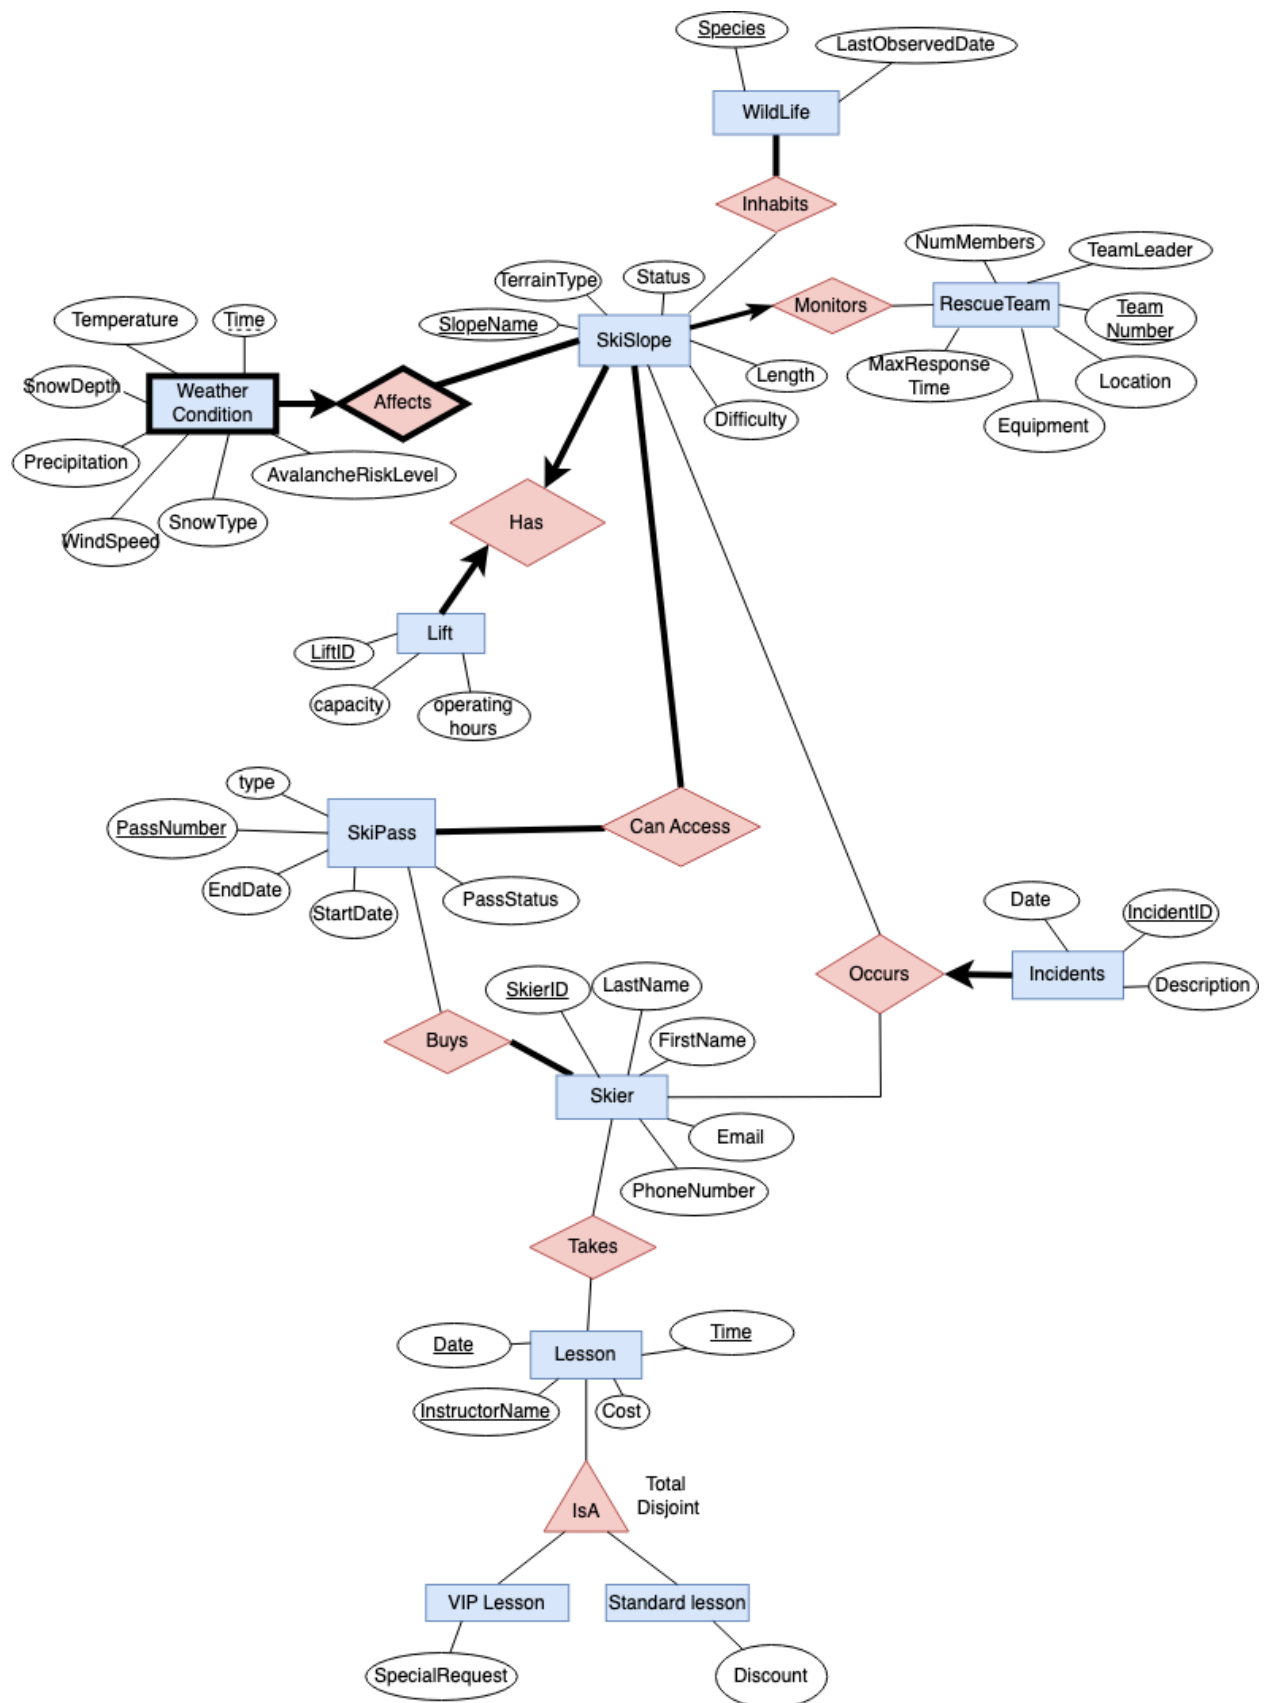 Species
LastObservedDate
WildLife
Inhabits
NumMembers
TeamLeader
TerrainType
Status
Monitors
RescueTeam
Team
Number
Temperature
Time
SlopeName
SkiSlope
MaxResponse
Time
Location
SnowDepth
Weather
Condition
Affects
Length
Difficulty
Equipment
Precipitation
AvalancheRiskLevel
WindSpeed
SnowType
Has
Lift
LiftID
capacity
operating
hours
type
PassNumber
SkiPass
Can Access
EndDate
StartDate
PassStatus
Date
IncidentID
Occurs
Incidents
Description
SkierID
LastName
FirstName
Buys
Skier
Email
PhoneNumber
Takes
Date
Time
Lesson
InstructorName
Cost
IsA
Total
Disjoint
VIP Lesson
Standard lesson
SpecialRequest
Discount